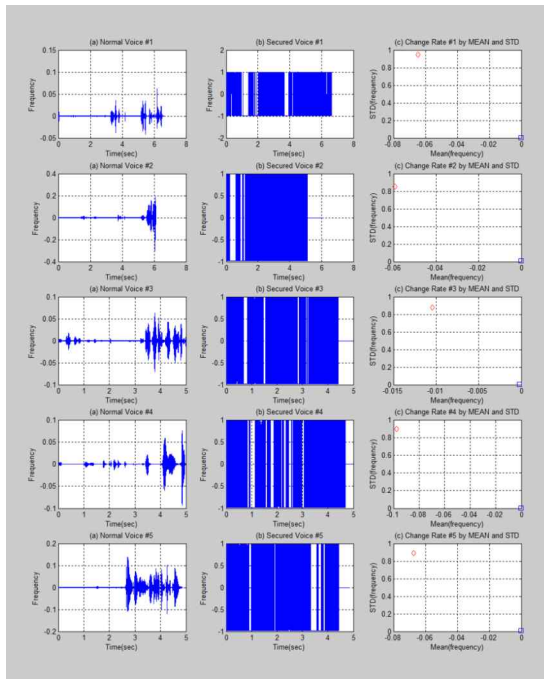 (a) Normal Voice #1
(b) Secured Voice #1
(c) Change Rate #1 by MEAN and STD
Frequency
0.15
0.1
0.05
0
-0.05
0 2 4 6 8
Time(sec)
Frequency
2
1
0
-1
-2
0 2 4 6 8
Time(sec)
STD(frequency)
1
0.8
0.6
0.4
0.2
0
-0.08 -0.06 -0.04 -0.02 0
Mean(frequency)
(a) Normal Voice #2
(b) Secured Voice #2
(c) Change Rate #2 by MEAN and STD
Frequency
0.4
0.2
0
-0.2
-0.4
0 2 4 6 8
Time(sec)
Frequency
1
0.5
0
-0.5
-1
0 2 4 6 8
Time(sec)
STD(frequency)
1
0.8
0.6
0.4
0.2
0
-0.06 -0.04 -0.02 0
Mean(frequency)
(a) Normal Voice #3
(b) Secured Voice #3
(c) Change Rate #3 by MEAN and STD
Frequency
0.1
0.05
0
-0.05
-0.1
0 1 2 3 4 5
Time(sec)
Frequency
1
0.5
0
-0.5
-1
0 1 2 3 4 5
Time(sec)
STD(frequency)
1
0.8
0.6
0.4
0.2
0
-0.015 -0.01 -0.005 0
Mean(frequency)
(a) Normal Voice #4
(b) Secured Voice #4
(c) Change Rate #4 by MEAN and STD
Frequency
0.1
0.05
0
-0.05
-0.1
0 1 2 3 4 5
Time(sec)
Frequency
1
0.5
0
-0.5
-1
0 1 2 3 4 5
Time(sec)
STD(frequency)
1
0.8
0.6
0.4
0.2
0
-0.1 -0.08 -0.06 -0.04 -0.02 0
Mean(frequency)
(a) Normal Voice #5
(b) Secured Voice #5
(c) Change Rate #5 by MEAN and STD
Frequency
0.2
0.1
0
-0.1
-0.2
0 1 2 3 4 5
Time(sec)
Frequency
1
0.5
0
-0.5
-1
0 1 2 3 4 5
Time(sec)
STD(frequency)
1
0.8
0.6
0.4
0.2
0
-0.08 -0.06 -0.04 -0.02 0
Mean(frequency)